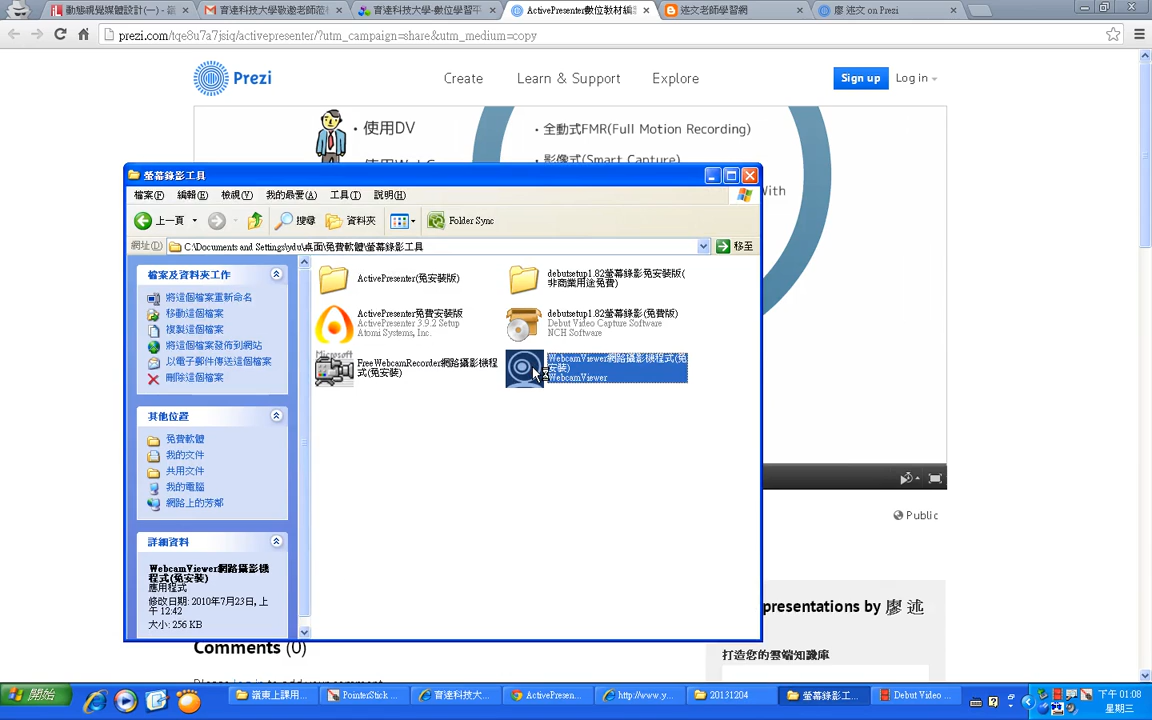 動態視覺媒體設計(一) - 護
育達科技大學敬邀老師蒞
育達科技大學-數位學習平
ActivePresenter數位教材編
述文老師學習網
廖 述文 on Prezi
prezi.com/tqe8u7a7jsiq/activepresenter/?utm_campaign=share&utm_medium=copy
Prezi
Create
Learn & Support
Explore
Sign up
Log in
• 使用DV
• 全動式FMR(Full Motion Recording)
• 影像式(Smart Capture)
With
螢幕錄影工具
檔案(F)
編輯(E)
檢視(V)
我的最愛(A)
工具(T)
說明(H)
上一頁
搜尋
資料夾
Folder Sync
網址(D)
C:\Documents and Settings\ydu\桌面\免費軟體\螢幕錄影工具
移至
檔案及資料夾工作
將這個檔案重新命名
移動這個檔案
複製這個檔案
將這個檔案發佈到網站
以電子郵件傳送這個檔案
刪除這個檔案
其他位置
免費軟體
我的文件
共用文件
我的電腦
網路上的芳鄰
詳細資料
WebcamViewer網路攝影機
程式(免安裝)
應用程式
修改日期: 2010年7月23日, 上
午 12:42
大小: 256 KB
ActivePresenter(免安裝版)
debutsetup1.82螢幕錄影免安裝版(
非商業用途免費)
ActivePresenter免費安裝版
ActivePresenter 3.9.2 Setup
Atomi Systems, Inc.
debutsetup1.82螢幕錄影(免費版)
Debut Video Capture Software
NCH Software
Microsoft
FreeWebcamRecorder網路攝影機程
式(免安裝)
WebcamViewer網路攝影機程式(免
安裝)
WebcamViewer
Public
presentations by 廖 述
打造您的雲端知識庫
Comments (0)
開始
PointerStick ...
育達科技大...
ActivePresen...
http://www.y...
20131204
螢幕錄影工...
Debut Video ...
下午 01:08
星期三